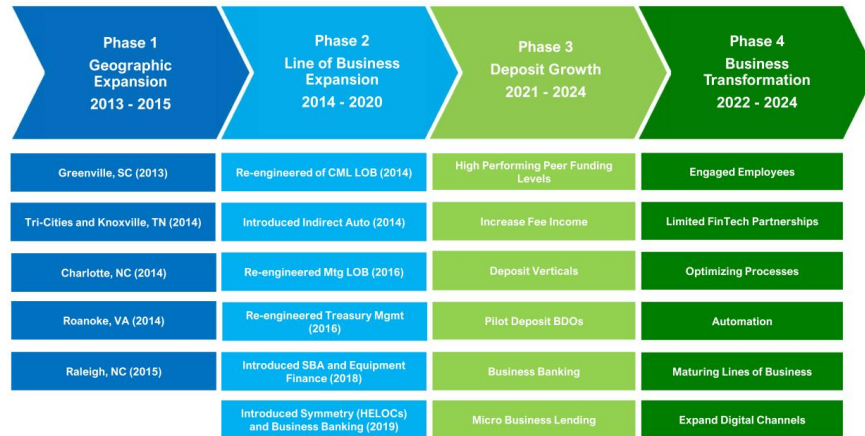 Phase 1
Geographic
Expansion
2013 - 2015
Phase 2
Line of Business
Expansion
2014 - 2020
Phase 3
Deposit Growth
2021 - 2024
Phase 4
Business
Transformation
2022 - 2024
Greenville, SC (2013)
Tri-Cities and Knoxville, TN (2014)
Charlotte, NC (2014)
Roanoke, VA (2014)
Raleigh, NC (2015)
Re-engineered of CML LOB (2014)
Introduced Indirect Auto (2014)
Re-engineered Mtg LOB (2016)
Re-engineered Treasury Mgmt
(2016)
Introduced SBA and Equipment
Finance (2018)
Introduced Symmetry (HELOCs)
and Business Banking (2019)
High Performing Peer Funding
Levels
Increase Fee Income
Deposit Verticals
Pilot Deposit BDOs
Business Banking
Micro Business Lending
Engaged Employees
Limited FinTech Partnerships
Optimizing Processes
Automation
Maturing Lines of Business
Expand Digital Channels